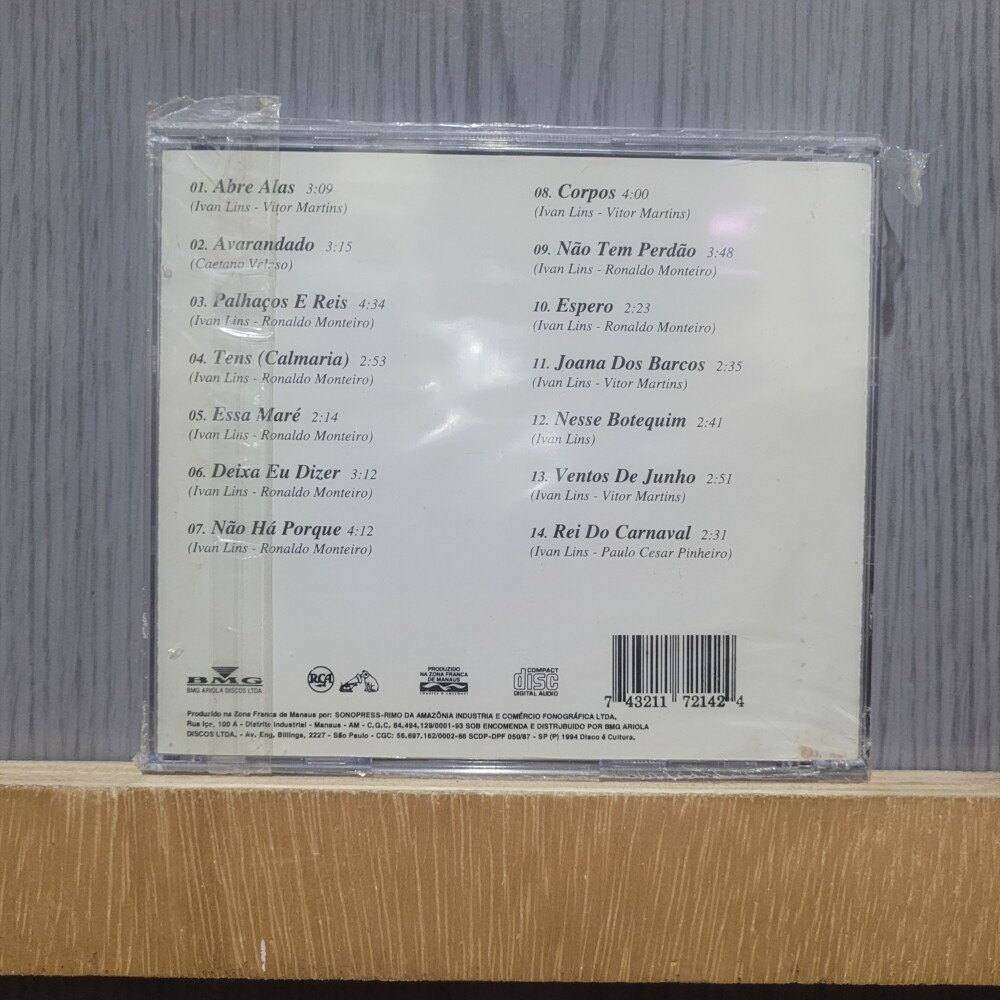 01. Abre Alas 3:09
(Ivan Lins - Vitor Martins)
02. Avarandado 3:15
(Caetano Veloso)
03. Palhaços E Reis 4:34
(Ivan Lins - Ronaldo Monteiro)
04. Tens (Calmaria) 2:53
(Ivan Lins - Ronaldo Monteiro)
05. Essa Maré 2:14
(Ivan Lins - Ronaldo Monteiro)
06. Deixa Eu Dizer 3:12
(Ivan Lins - Ronaldo Monteiro)
07. Não Há Porque 4:12
(Ivan Lins - Ronaldo Monteiro)
08. Corpos 4:00
(Ivan Lins - Vitor Martins)
09. Não Tem Perdão 3:48
(Ivan Lins - Ronaldo Monteiro)
10. Espero 2:23
(Ivan Lins - Ronaldo Monteiro)
11. Joana Dos Barcos 2:35
(Ivan Lins - Vitor Martins)
12. Nesse Botequim 2:41
(Ivan Lins)
13. Ventos De Junho 2:51
(Ivan Lins - Vitor Martins)
14. Rei Do Carnaval 2:31
(Ivan Lins - Paulo Cesar Pinheiro)
BMG
BMG ARIOLA DISCOS LTDA
RCA
PRODUZIDO
NA ZONA FRANCA
DE MANAUS
COMPACT
disc
DIGITAL AUDIO
7 43211 72142 4
Produzido na Zona Franca de Manaus por: SONOPRESS-RIMO DA AMAZÔNIA INDUSTRIA E COMÉRCIO FONOGRÁFICA LTDA.
Rua Içr, 100 A - Distrito Industrial - Manaus - AM - C.G.C. 84.494.129/0001-93 SOB ENCOMENDA E DISTRIBUIDO POR BMG ARIOLA
DISCOS LTDA. - Av. Eng. Billings, 2227 - São Paulo - CGC: 56.697.162/0002-66 SCDP-DPF 050/87 - SP (P) 1994 Disco é Cultura.